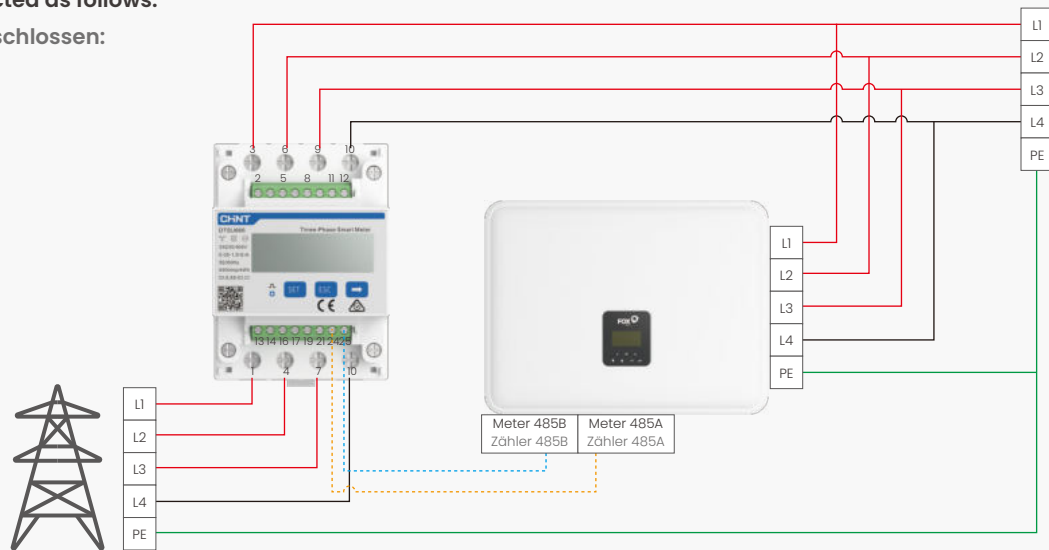 cted as follows:
schlossen:
L1
L2
L3
L4
PE
3 6 9 10
2 5 8 11 12
CHNT
DTSU666
Three-Phase Smart Meter
SET ESC
CE
13 14 16 17 19 21 24 25
1 4 7 10
FOX
L1
L2
L3
L4
PE
Meter 485B Meter 485A
Zähler 485B Zähler 485A
L1
L2
L3
L4
PE